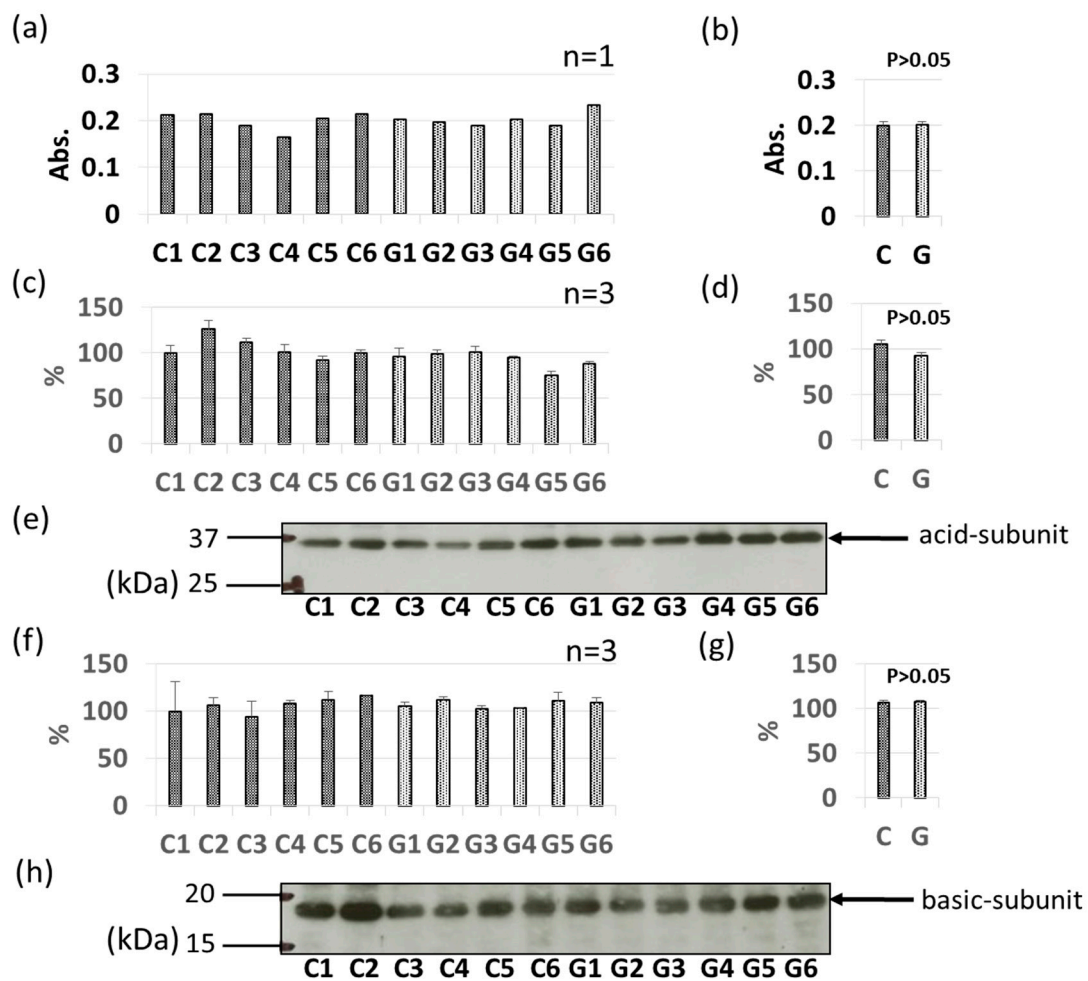 (a)
n=1
0.3
0.2
0.1
0
Abs.
C1 C2 C3 C4 C5 C6 G1 G2 G3 G4 G5 G6
(b)
P>0.05
0.3
0.2
0.1
0
Abs.
C G
(c)
n=3
150
100
50
0
%
C1 C2 C3 C4 C5 C6 G1 G2 G3 G4 G5 G6
(d)
P>0.05
150
100
50
0
%
C G
(e)
37
(kDa) 25
acid-subunit
C1 C2 C3 C4 C5 C6 G1 G2 G3 G4 G5 G6
(f)
n=3
150
100
50
0
%
C1 C2 C3 C4 C5 C6 G1 G2 G3 G4 G5 G6
(g)
P>0.05
150
100
50
0
%
C G
(h)
20
(kDa) 15
basic-subunit
C1 C2 C3 C4 C5 C6 G1 G2 G3 G4 G5 G6